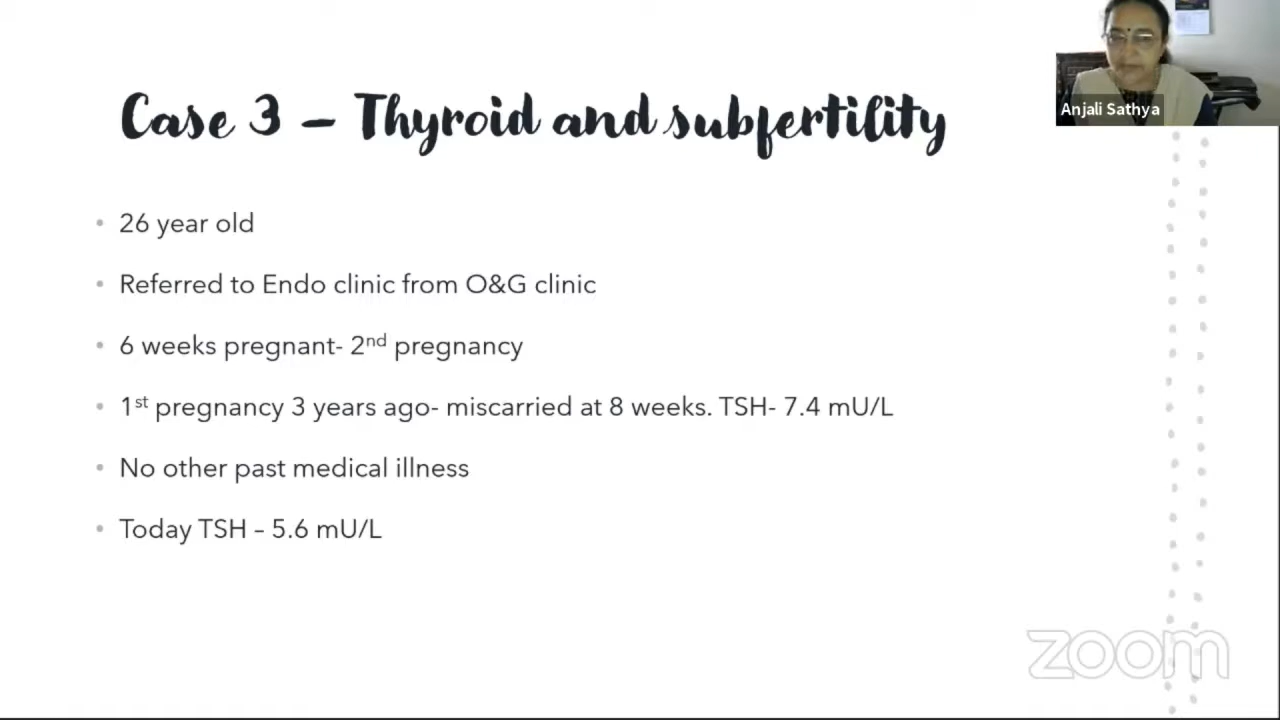 Case 3 – Thyroid and subfertility
Anjali Sathya
• 26 year old
• Referred to Endo clinic from O&G clinic
• 6 weeks pregnant- 2nd pregnancy
• 1st pregnancy 3 years ago- miscarried at 8 weeks. TSH- 7.4 mU/L
• No other past medical illness
• Today TSH – 5.6 mU/L
zoom